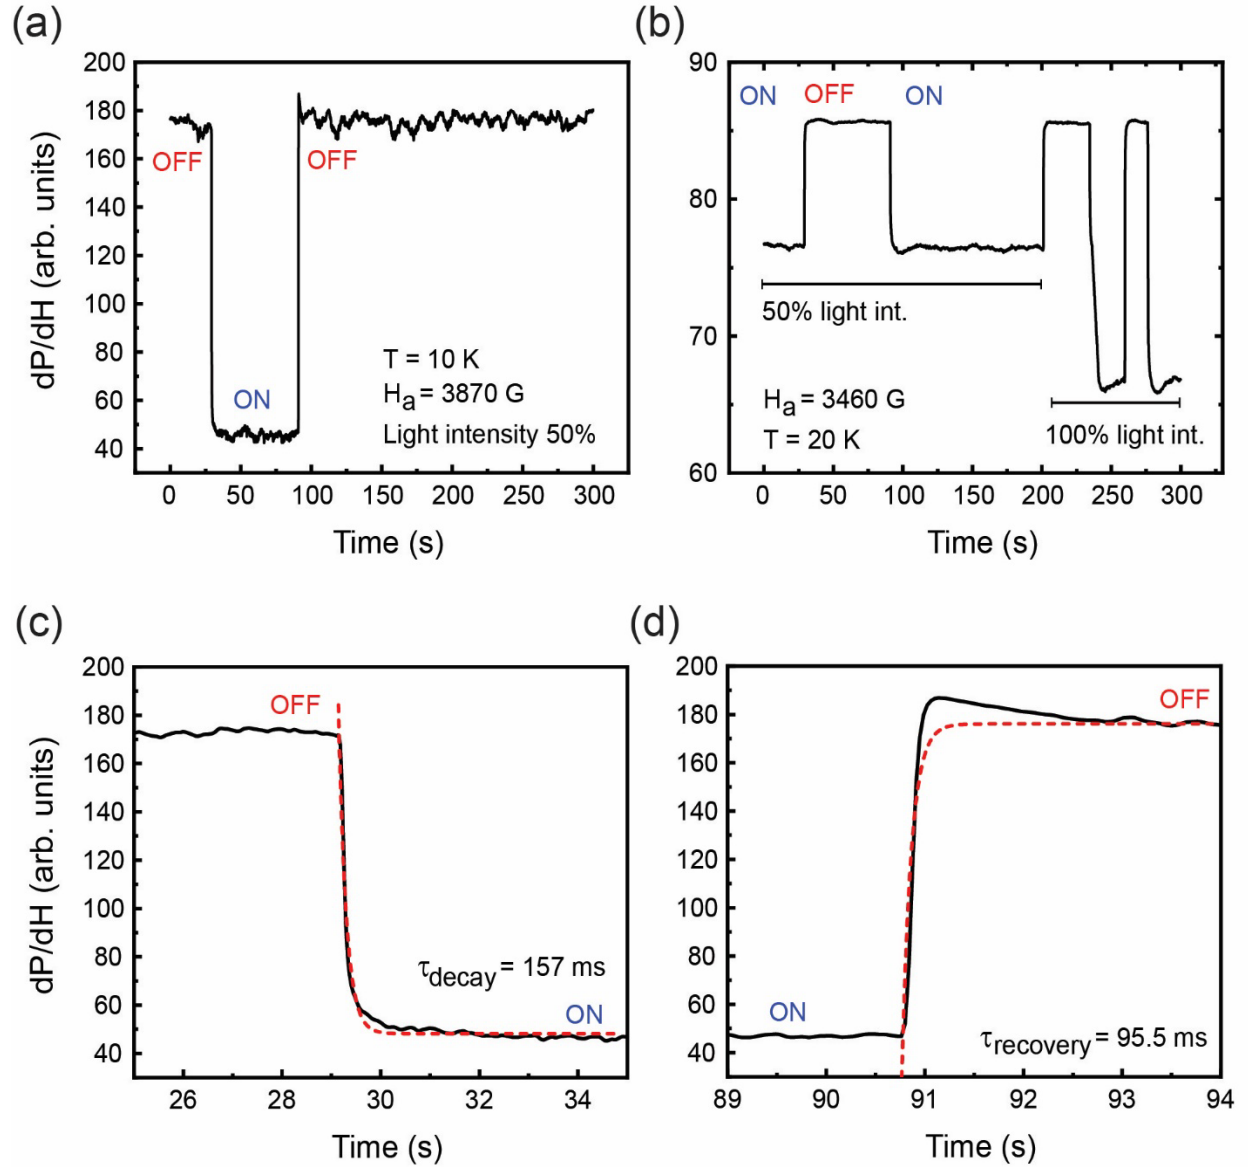 (a)
200
180
160
140
120
100
80
60
40
dP/dH (arb. units)
OFF
OFF
ON
T = 10 K
Hₐ = 3870 G
Light intensity 50%
0 50 100 150 200 250 300
Time (s)
(b)
90
80
70
60
ON OFF ON
50% light int.
Hₐ = 3460 G
T = 20 K
100% light int.
0 50 100 150 200 250 300
Time (s)
(c)
200
180
160
140
120
100
80
60
40
dP/dH (arb. units)
OFF
τdecay = 157 ms
ON
26 28 30 32 34
Time (s)
(d)
200
180
160
140
120
100
80
60
40
OFF
ON
τrecovery = 95.5 ms
89 90 91 92 93 94
Time (s)